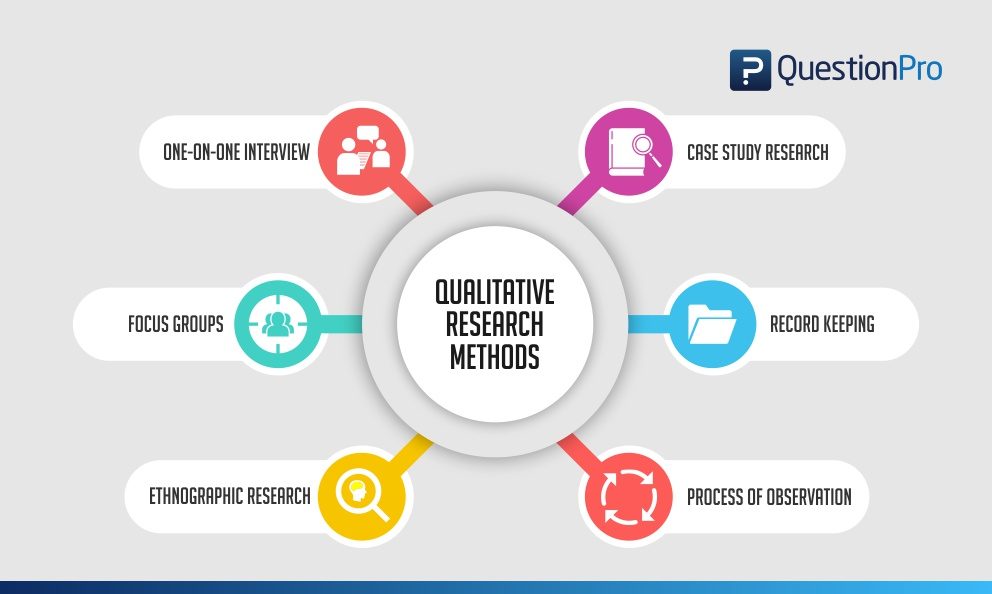 QuestionPro
ONE-ON-ONE INTERVIEW
CASE STUDY RESEARCH
FOCUS GROUPS
QUALITATIVE
RESEARCH
METHODS
RECORD KEEPING
ETHNOGRAPHIC RESEARCH
PROCESS OF OBSERVATION